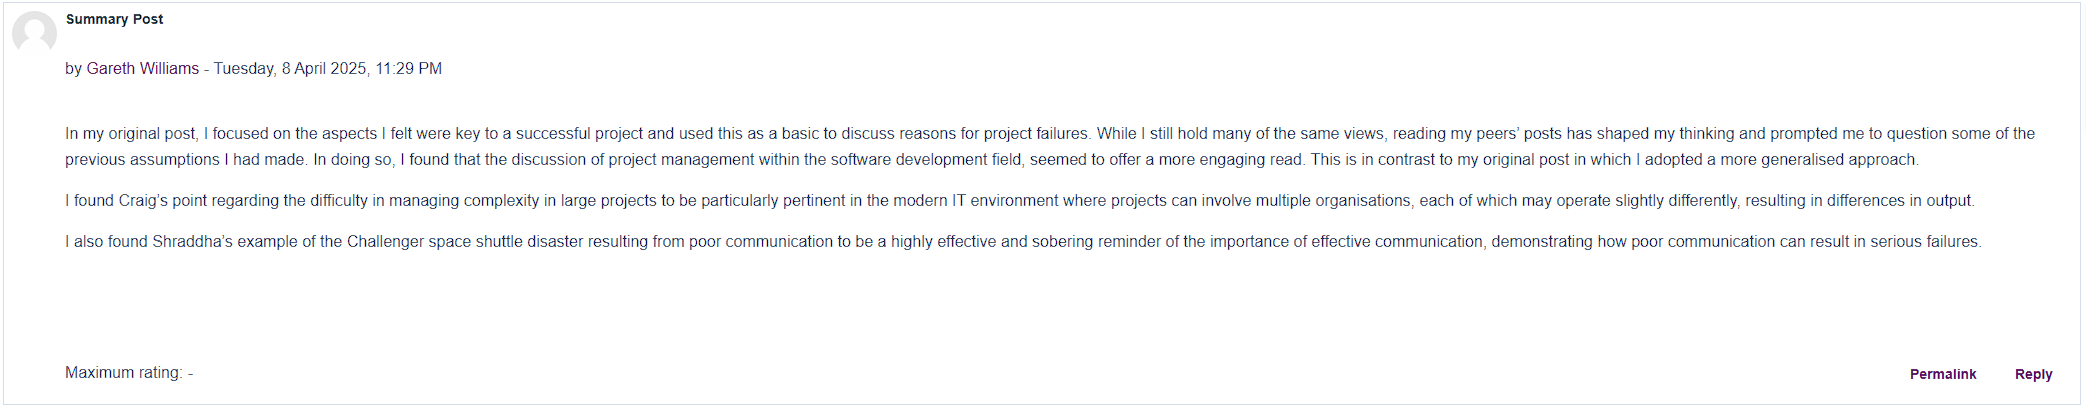 Summary Post
by Gareth Williams - Tuesday, 8 April 2025, 11:29 PM
In my original post, I focused on the aspects I felt were key to a successful project and used this as a basic to discuss reasons for project failures. While I still hold many of the same views, reading my peers’ posts has shaped my thinking and prompted me to question some of the
previous assumptions I had made. In doing so, I found that the discussion of project management within the software development field, seemed to offer a more engaging read. This is in contrast to my original post in which I adopted a more generalised approach.
I found Craig’s point regarding the difficulty in managing complexity in large projects to be particularly pertinent in the modern IT environment where projects can involve multiple organisations, each of which may operate slightly differently, resulting in differences in output.
I also found Shraddha’s example of the Challenger space shuttle disaster resulting from poor communication to be a highly effective and sobering reminder of the importance of effective communication, demonstrating how poor communication can result in serious failures.
Maximum rating: -
Permalink Reply